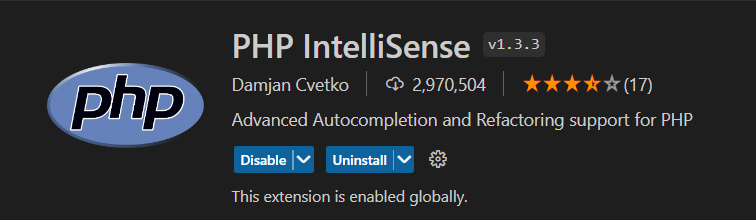 php
PHP IntelliSense v1.3.3
Damjan Cvetko 2,970,504 (17)
Advanced Autocompletion and Refactoring support for PHP
Disable Uninstall
This extension is enabled globally.